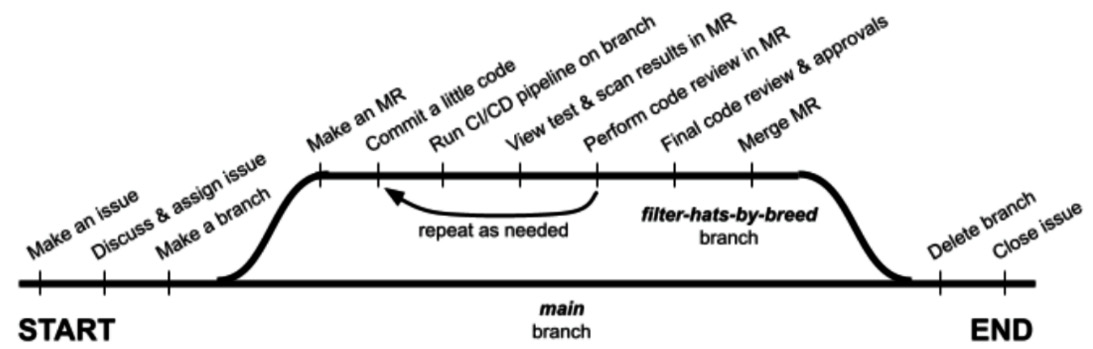 Make an issue
Discuss & assign issue
Make a branch
Make an MR
Commit a little code
Run CI/CD pipeline on branch
View test & scan results in MR
Perform code review in MR
Final code review & approvals
Merge MR
Delete branch
Close issue
repeat as needed
filter-hats-by-breed
branch
main
branch
START
END